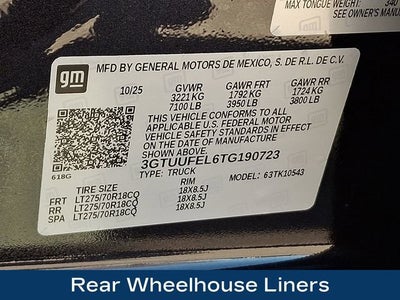 MAX TONGUE WEIGHT: 340
SEE OWNER'S MANUA
gm
MFD BY GENERAL MOTORS DE MEXICO, S. DE R.L. DE C.V.
10/25 GVWR GAWR FRT GAWR RR
3221 KG 1792 KG 1724 KG
7100 LB 3950 LB 3800 LB
THIS VEHICLE CONFORMS TO ALL APPLICABLE
U.S. FEDERAL MOTOR VEHICLE SAFETY
STANDARDS IN EFFECT ON THE DATE
OF MANUFACTURE SHOWN ABOVE.
618G
3GTUUFEL6TG190723
TYPE: TRUCK MODEL: 63TK10543
TIRE SIZE RIM
FRT LT275/70R18CQ 18X8.5J
RR LT275/70R18CQ 18X8.5J
SPA LT275/70R18CQ 18X8.5J
Rear Wheelhouse Liners